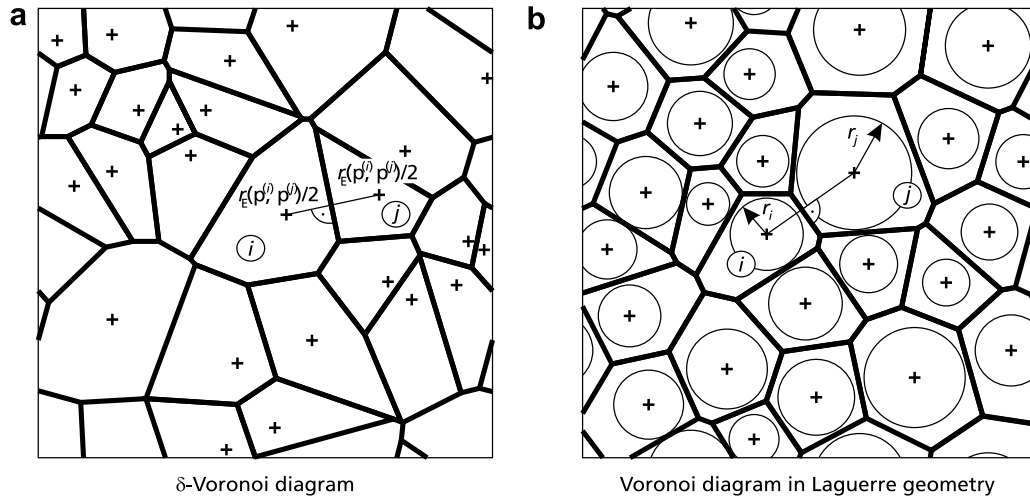 a
b
r_E(p^(i), p^(j))/2
r_E(p^(i), p^(j))/2
i
j
r_j
r_i
j
i
δ-Voronoi diagram
Voronoi diagram in Laguerre geometry